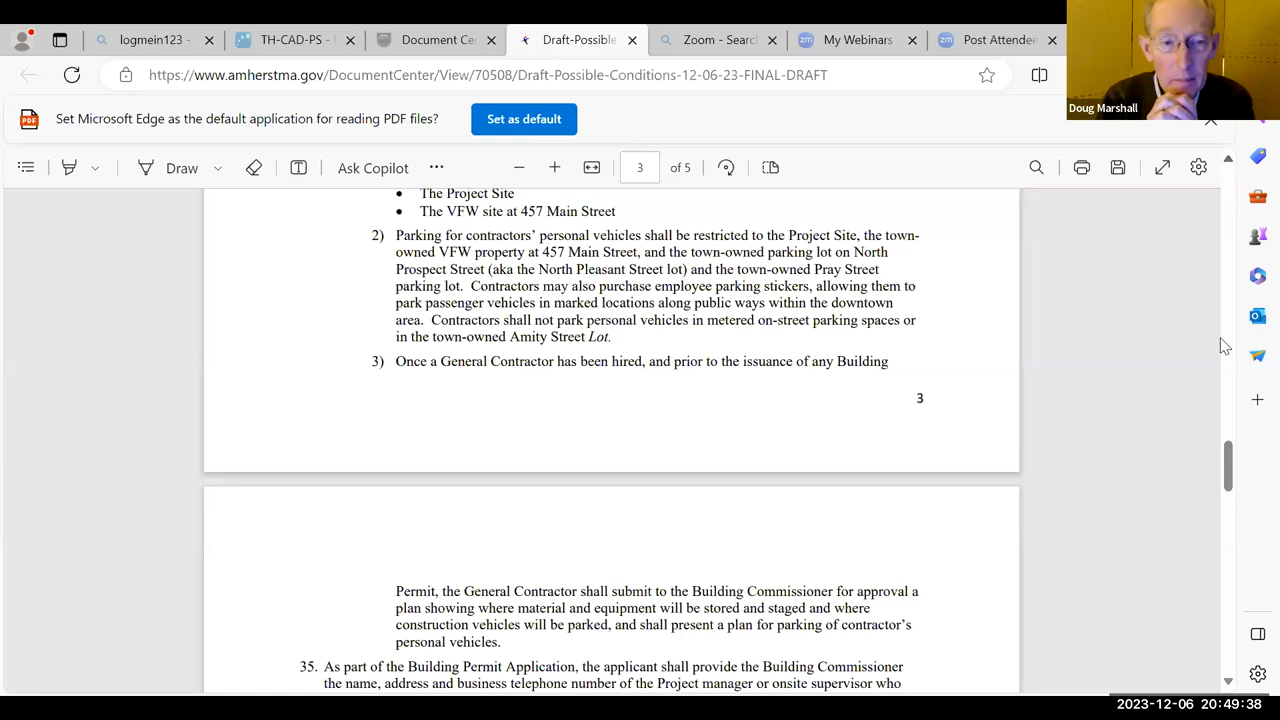 logmein123 -
TH-CAD-PS -
Document Ce
Draft-Possible
Zoom - Searc
My Webinars
Post Attende
https://www.amherstma.gov/DocumentCenter/View/70508/Draft-Possible-Conditions-12-06-23-FINAL-DRAFT
Doug Marshall
PDF
Set Microsoft Edge as the default application for reading PDF files?
Set as default
Draw
Ask Copilot
3 of 5
• The Project Site
• The VFW site at 457 Main Street
2) Parking for contractors' personal vehicles shall be restricted to the Project Site, the town-
owned VFW property at 457 Main Street, and the town-owned parking lot on North
Prospect Street (aka the North Pleasant Street lot) and the town-owned Pray Street
parking lot. Contractors may also purchase employee parking stickers, allowing them to
park passenger vehicles in marked locations along public ways within the downtown
area. Contractors shall not park personal vehicles in metered on-street parking spaces or
in the town-owned Amity Street Lot.
3) Once a General Contractor has been hired, and prior to the issuance of any Building
3
Permit, the General Contractor shall submit to the Building Commissioner for approval a
plan showing where material and equipment will be stored and staged and where
construction vehicles will be parked, and shall present a plan for parking of contractor's
personal vehicles.
35. As part of the Building Permit Application, the applicant shall provide the Building Commissioner
the name, address and business telephone number of the Project manager or onsite supervisor who
2023-12-06 20:49:38